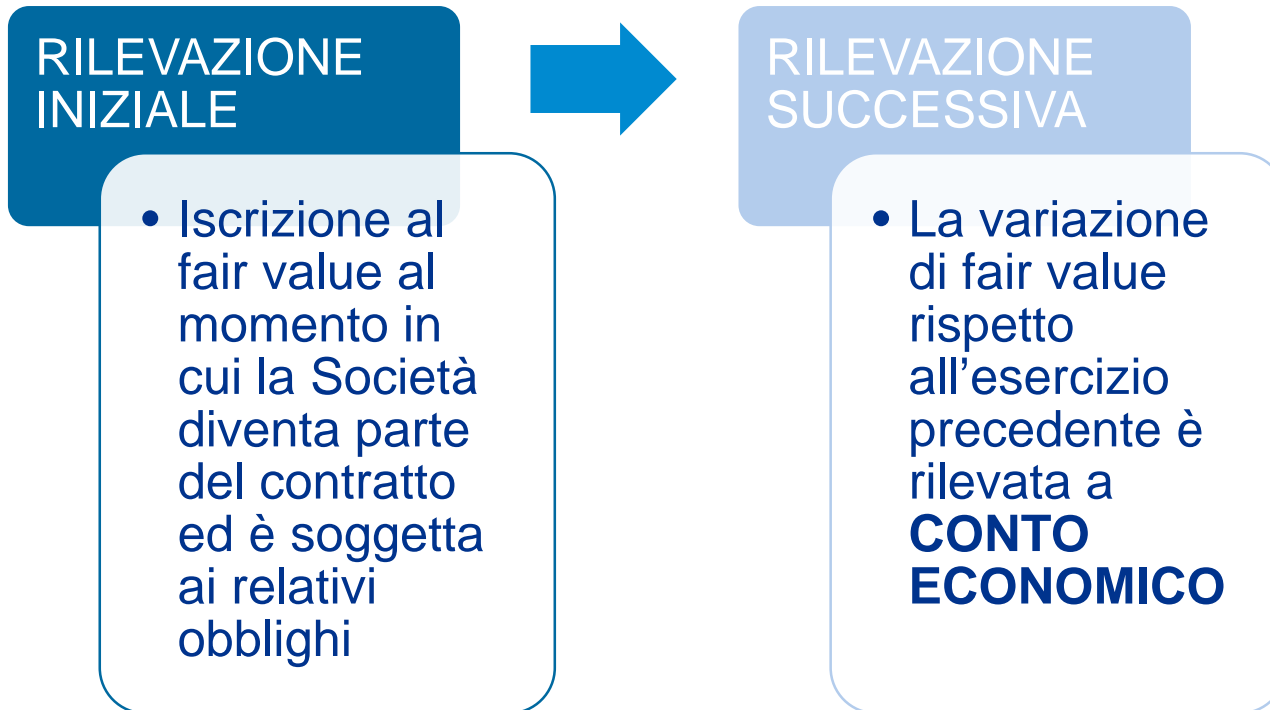 RILEVAZIONE
INIZIALE
• Iscrizione al
fair value al
momento in
cui la Società
diventa parte
del contratto
ed è soggetta
ai relativi
obblighi
RILEVAZIONE
SUCCESSIVA
• La variazione
di fair value
rispetto
all’esercizio
precedente è
rilevata a
CONTO
ECONOMICO